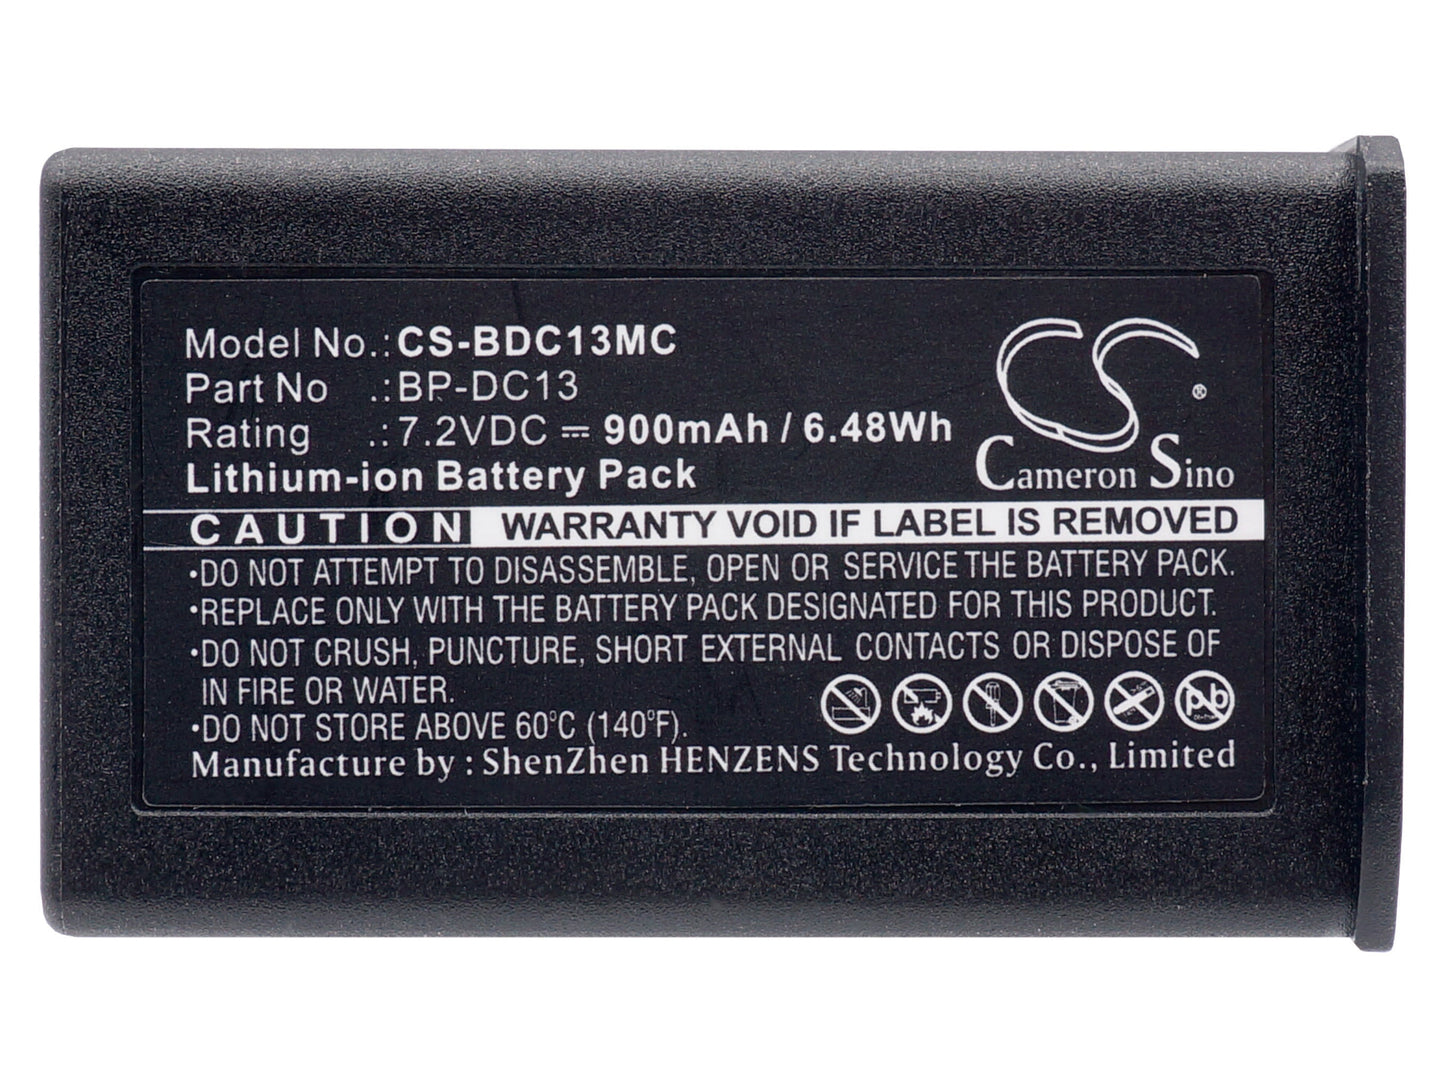 Model No.: CS-BDC13MC
Part No .: BP-DC13
Rating .: 7.2VDC ⎓ 900mAh / 6.48Wh
Lithium-ion Battery Pack
CS ®
Cameron Sino
CAUTION WARRANTY VOID IF LABEL IS REMOVED
•DO NOT ATTEMPT TO DISASSEMBLE, OPEN OR SERVICE THE BATTERY PACK.
•REPLACE ONLY WITH THE BATTERY PACK DESIGNATED FOR THIS PRODUCT.
•DO NOT CRUSH, PUNCTURE, SHORT EXTERNAL CONTACTS OR DISPOSE OF
IN FIRE OR WATER.
•DO NOT STORE ABOVE 60°C (140°F).
Pb
Manufacture by : ShenZhen HENZENS Technology Co., Limited